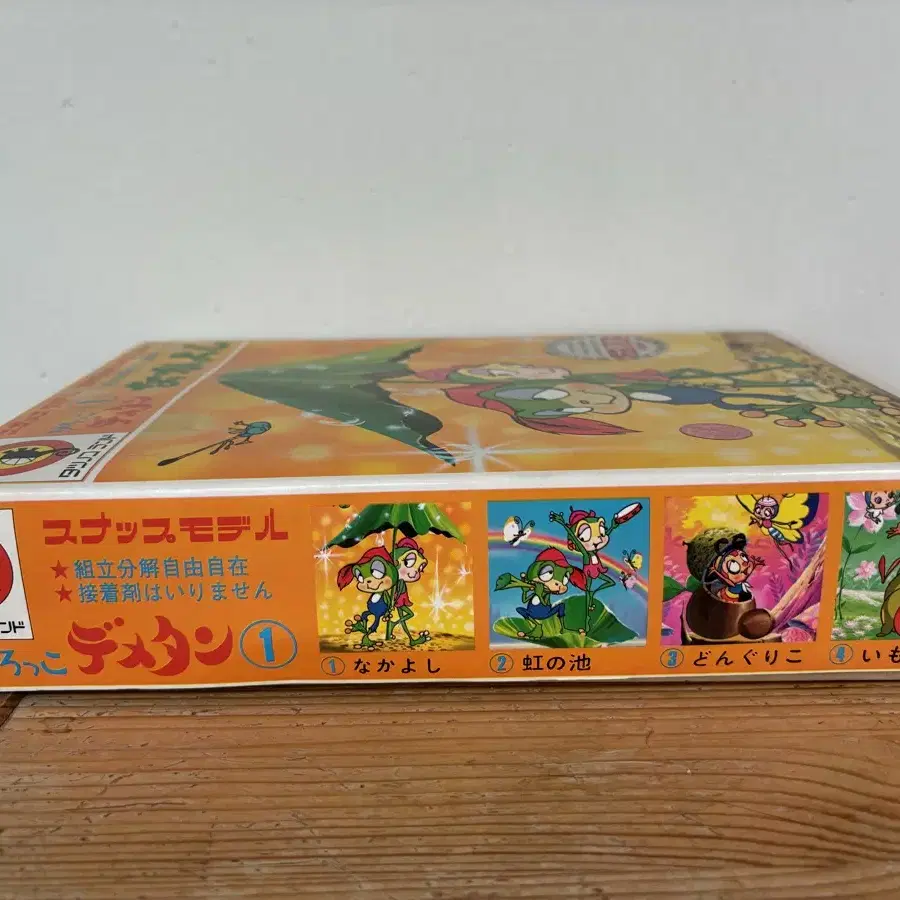 スナップモデル
★組立分解自由自在
★接着剤はいりません
ろっこ デメタン ①
① なかよし
② 虹の池
③ どんぐりこ
④ いも
ンド